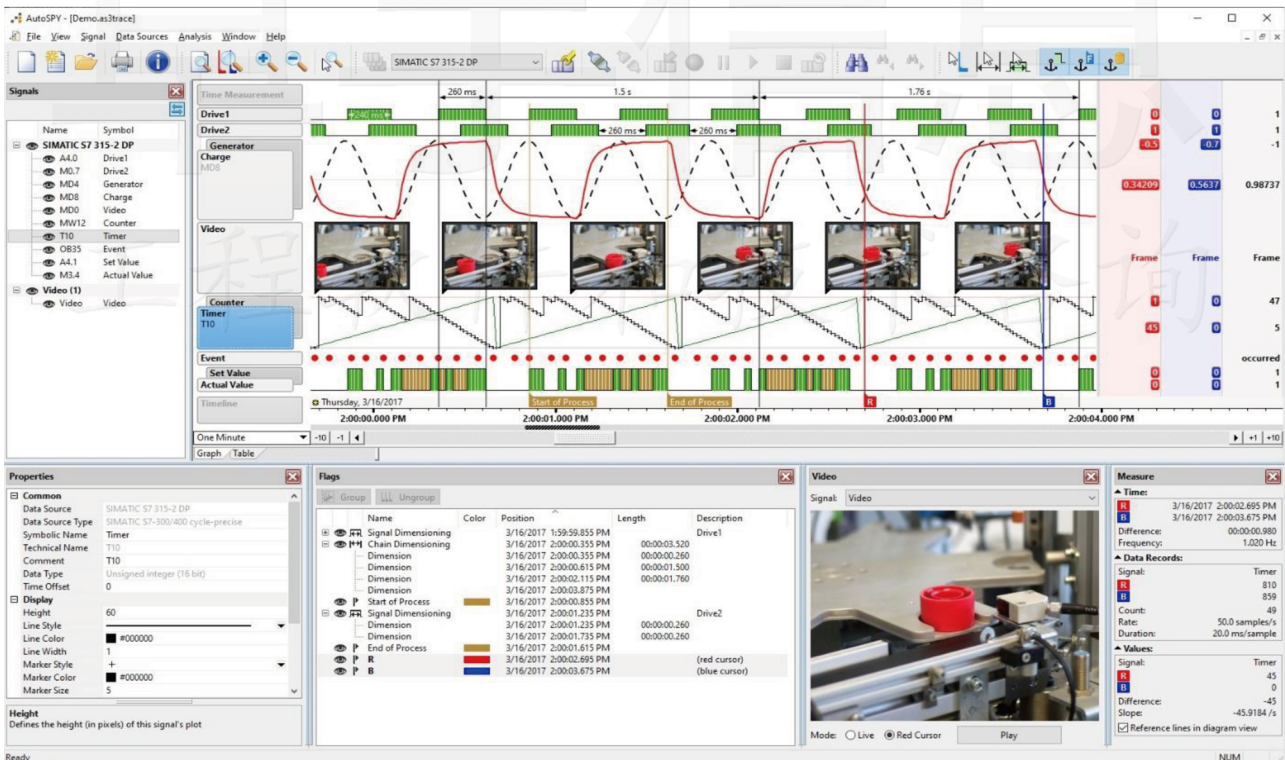 AutoSPY - [Demo.as3trace]
File View Signal Data Sources Analysis Window Help
SIMATIC S7 315-2 DP
Signals
Name Symbol
SIMATIC S7 315-2 DP
A4.0 Drive1
M0.7 Drive2
MD4 Generator
MD8 Charge
MD0 Video
MW12 Counter
T10 Timer
OB35 Event
A4.1 Set Value
M3.4 Actual Value
Video (1)
Video Video
Time Measurement
260 ms 1.5 s 1.76 s
Drive1
240 ms
0 0 1
Drive2
260 ms 260 ms
1 1 1
Generator
-0.5 -0.7 -1
Charge
MD8
0.34209 0.5637 0.98737
Video
Frame Frame Frame
Counter
1 0 47
Timer
T10
45 0 5
Event
occurred
Set Value
0 0 1
Actual Value
0 0 1
Timeline
Thursday, 3/16/2017
Start of Process End of Process R B
2:00:00.000 PM 2:00:01.000 PM 2:00:02.000 PM 2:00:03.000 PM 2:00:04.000 PM
One Minute -10 -1 +1 +10
Graph Table
Properties
Common
Data Source SIMATIC S7 315-2 DP
Data Source Type SIMATIC S7-300/400 cycle-precise
Symbolic Name Timer
Technical Name T10
Comment T10
Data Type Unsigned integer (16 bit)
Time Offset 0
Display
Height 60
Line Style
Line Color #000000
Line Width 1
Marker Style +
Marker Color #000000
Marker Size 5
Height
Defines the height (in pixels) of this signal's plot
Flags
Group Ungroup
Name Color Position Length Description
Signal Dimensioning 3/16/2017 1:59:59.855 PM Drive1
Chain Dimensioning 3/16/2017 2:00:00.355 PM 00:00:03.520
Dimension 3/16/2017 2:00:00.355 PM 00:00:00.260
Dimension 3/16/2017 2:00:00.615 PM 00:00:01.500
Dimension 3/16/2017 2:00:02.115 PM 00:00:01.760
Dimension 3/16/2017 2:00:03.875 PM
Start of Process 3/16/2017 2:00:00.855 PM
Signal Dimensioning 3/16/2017 2:00:01.235 PM Drive2
Dimension 3/16/2017 2:00:01.235 PM 00:00:00.260
Dimension 3/16/2017 2:00:01.735 PM 00:00:00.260
End of Process 3/16/2017 2:00:01.615 PM
R 3/16/2017 2:00:02.695 PM (red cursor)
B 3/16/2017 2:00:03.675 PM (blue cursor)
Video
Signal: Video
Mode: Live Red Cursor Play
Measure
Time:
R 3/16/2017 2:00:02.695 PM
B 3/16/2017 2:00:03.675 PM
Difference: 00:00:00.980
Frequency: 1.020 Hz
Data Records:
Signal: Timer
R 810
B 859
Count: 49
Rate: 50.0 samples/s
Duration: 20.0 ms/sample
Values:
Signal: Timer
R 45
B 0
Difference: -45
Slope: -45.9184 /s
Reference lines in diagram view
Ready NUM